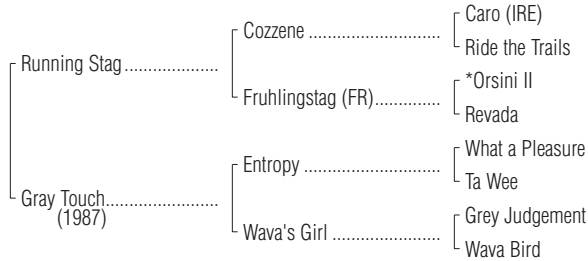 Caro (IRE)
Cozzene ..................
Ride the Trails
Running Stag..................
*Orsini II
Fruhlingstag (FR)..................
Revada
What a Pleasure
Entropy ..................
Ta Wee
Gray Touch..................
(1987)
Grey Judgement
Wava's Girl ..................
Wava Bird